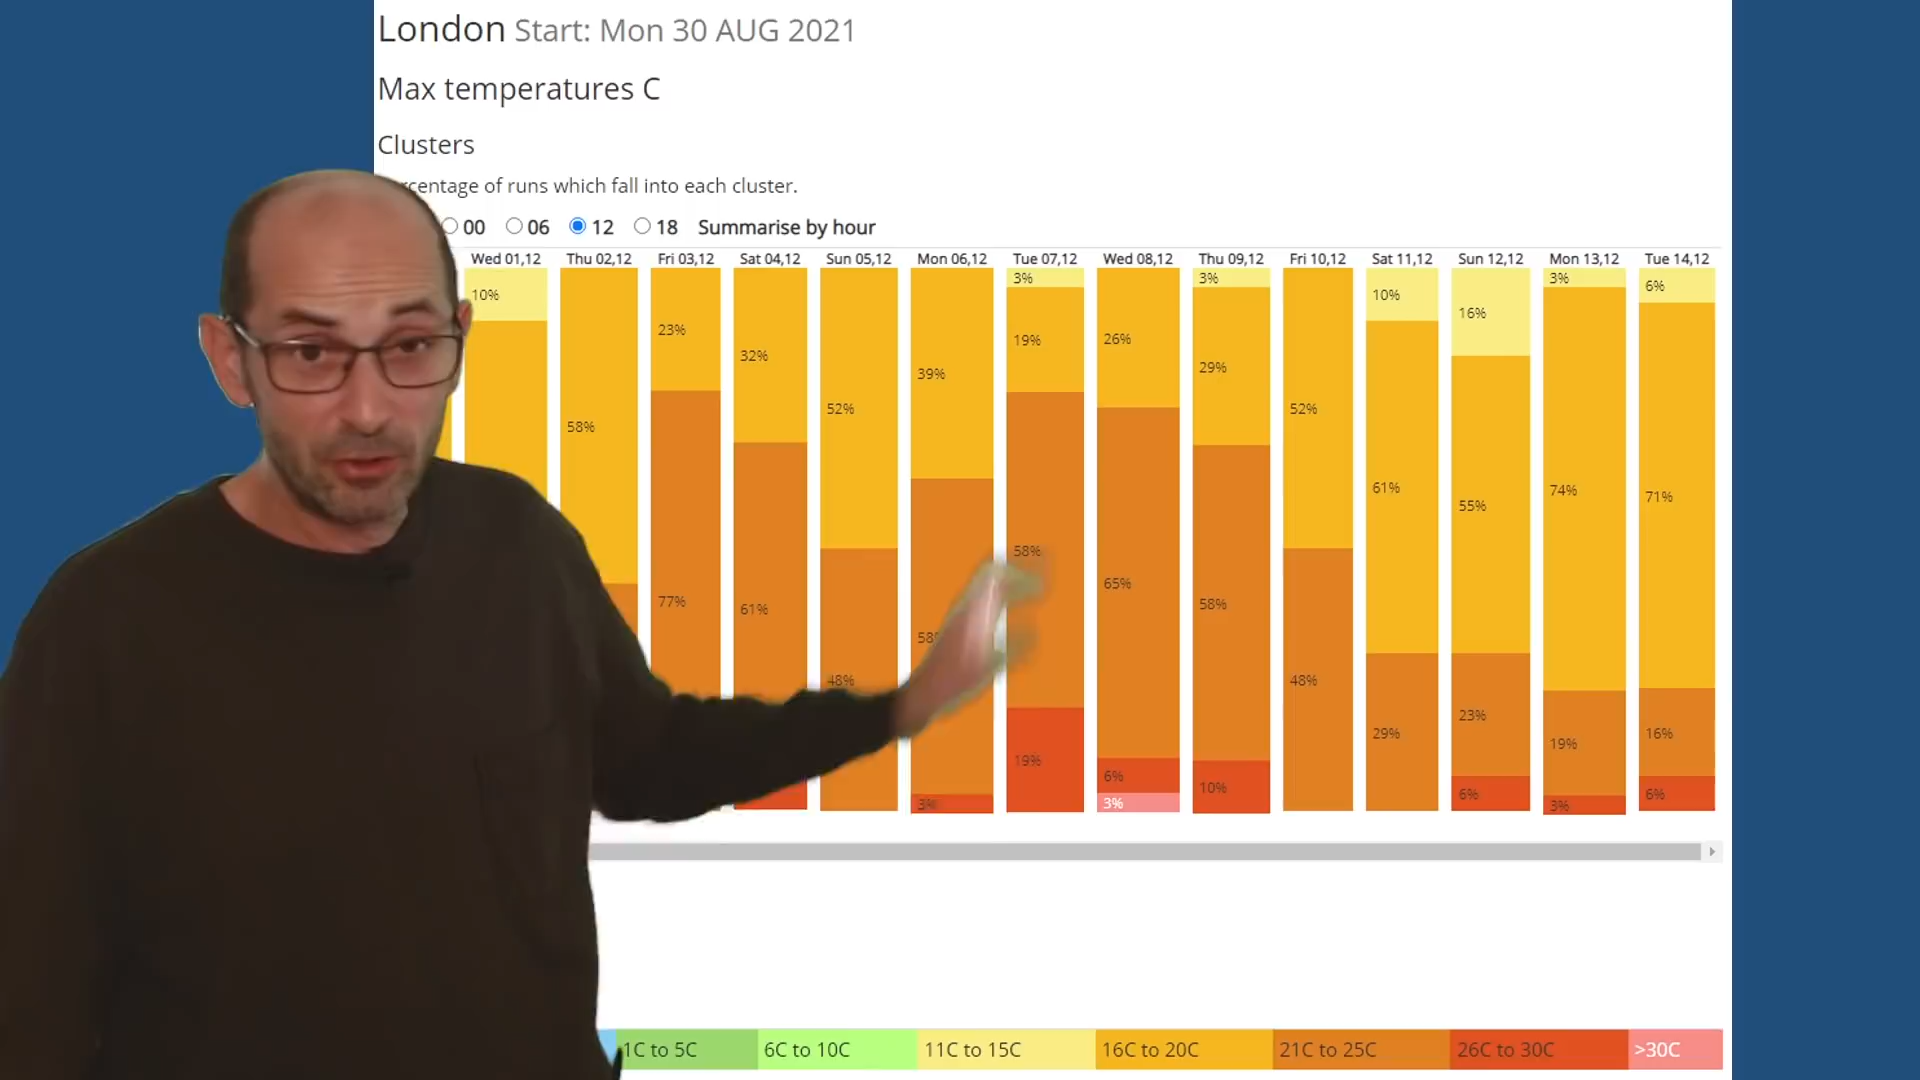 London Start: Mon 30 AUG 2021
Max temperatures C
Clusters
of runs which fall into each cluster.
00 06 12 18 Summarise by hour
Wed 01,12 Thu 02,12 Fri 03,12 Sat 04,12 Sun 05,12 Mon 06,12 Tue 07,12 Wed 08,12 Thu 09,12 Fri 10,12 Sat 11,12 Sun 12,12 Mon 13,12 Tue 14,12
3% 3% 3%
10% 10% 6%
16%
23% 19% 26%
32% 29%
39%
52% 52%
58%
61% 74% 71%
55%
58%
65%
77% 61% 58%
48% 48%
23%
29% 19% 16%
19%
6% 10%
3% 3% 6% 3% 6%
1C to 5C 6C to 10C 11C to 15C 16C to 20C 21C to 25C 26C to 30C >30C